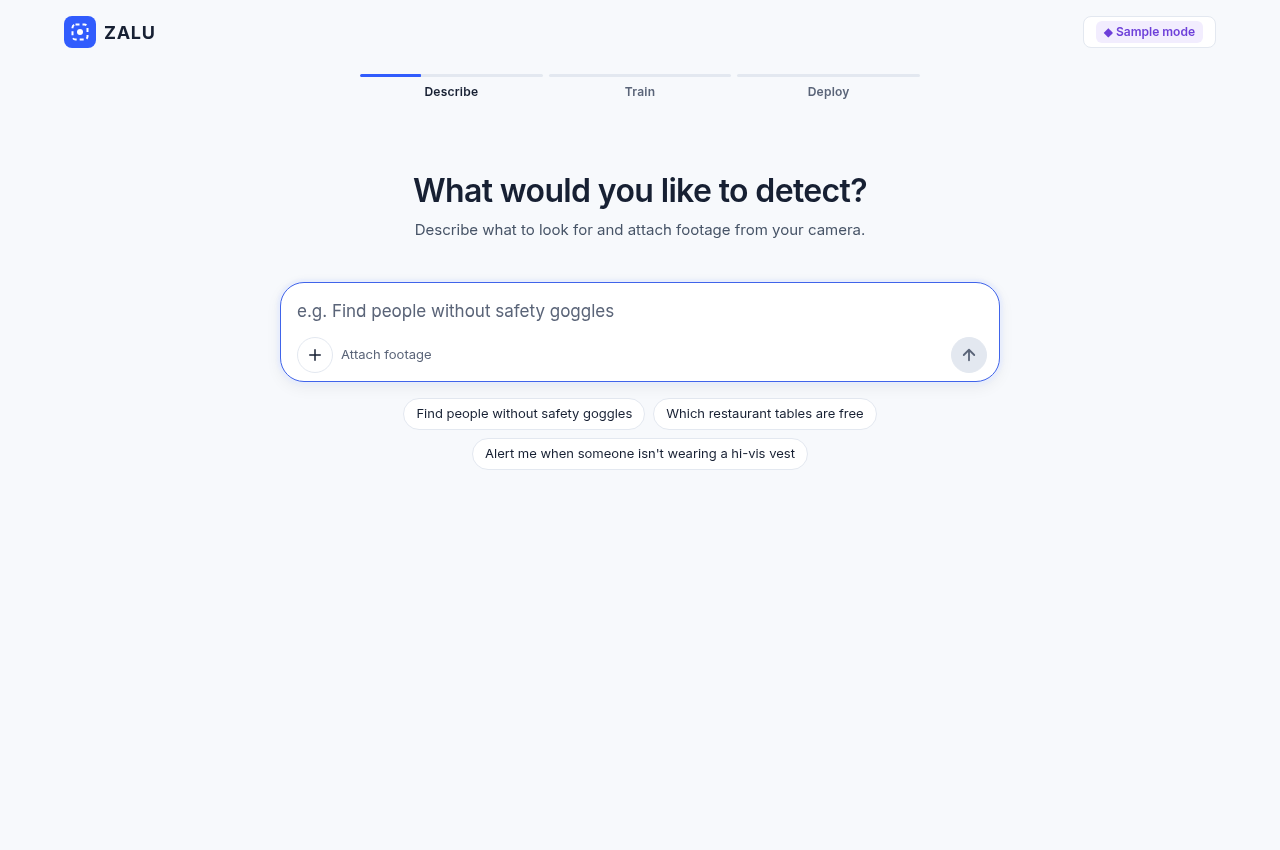 ZALU
◆ Sample mode
Describe
Train
Deploy
What would you like to detect?
Describe what to look for and attach footage from your camera.
e.g. Find people without safety goggles
Attach footage
Find people without safety goggles
Which restaurant tables are free
Alert me when someone isn't wearing a hi-vis vest